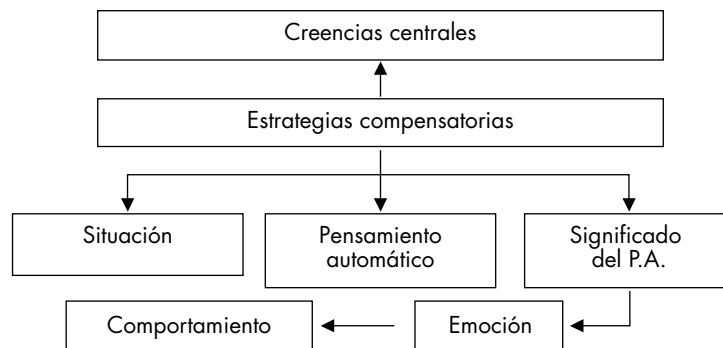 Creencias centrales
Estrategias compensatorias
Situación
Pensamiento
automático
Significado
del P.A.
Comportamiento
Emoción